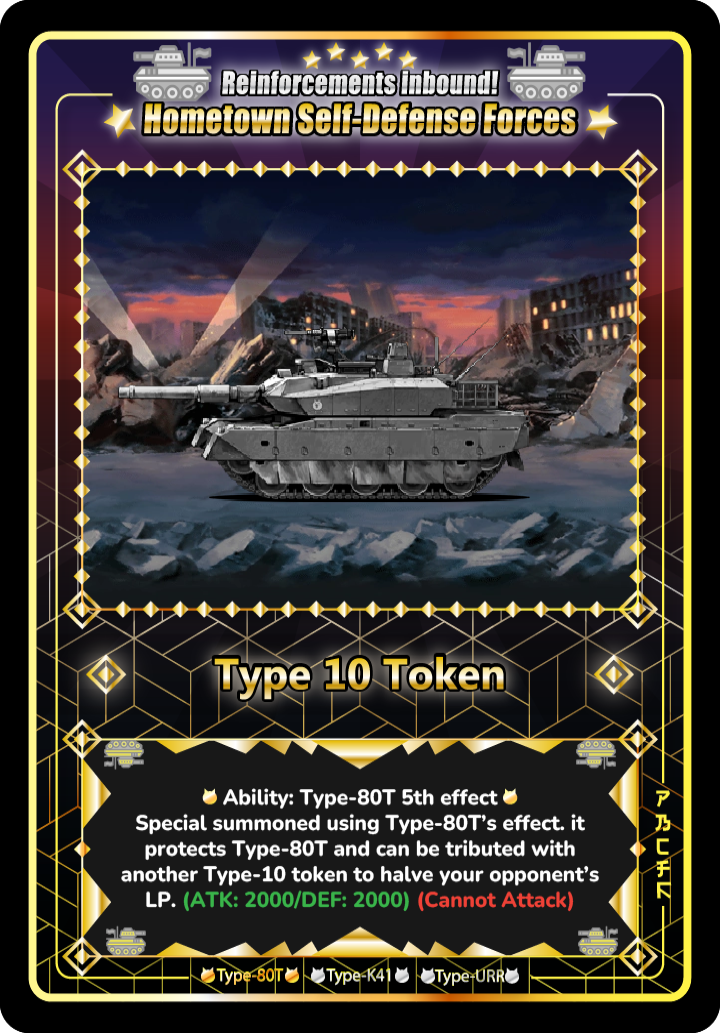 Reinforcements inbound!
Hometown Self-Defense Forces
Type 10 Token
Ability: Type-80T 5th effect
Special summoned using Type-80T's effect. it
protects Type-80T and can be tributed with
another Type-10 token to halve your opponent's
LP. (ATK: 2000/DEF: 2000) (Cannot Attack)
Type-80T Type-K41 Type-URR